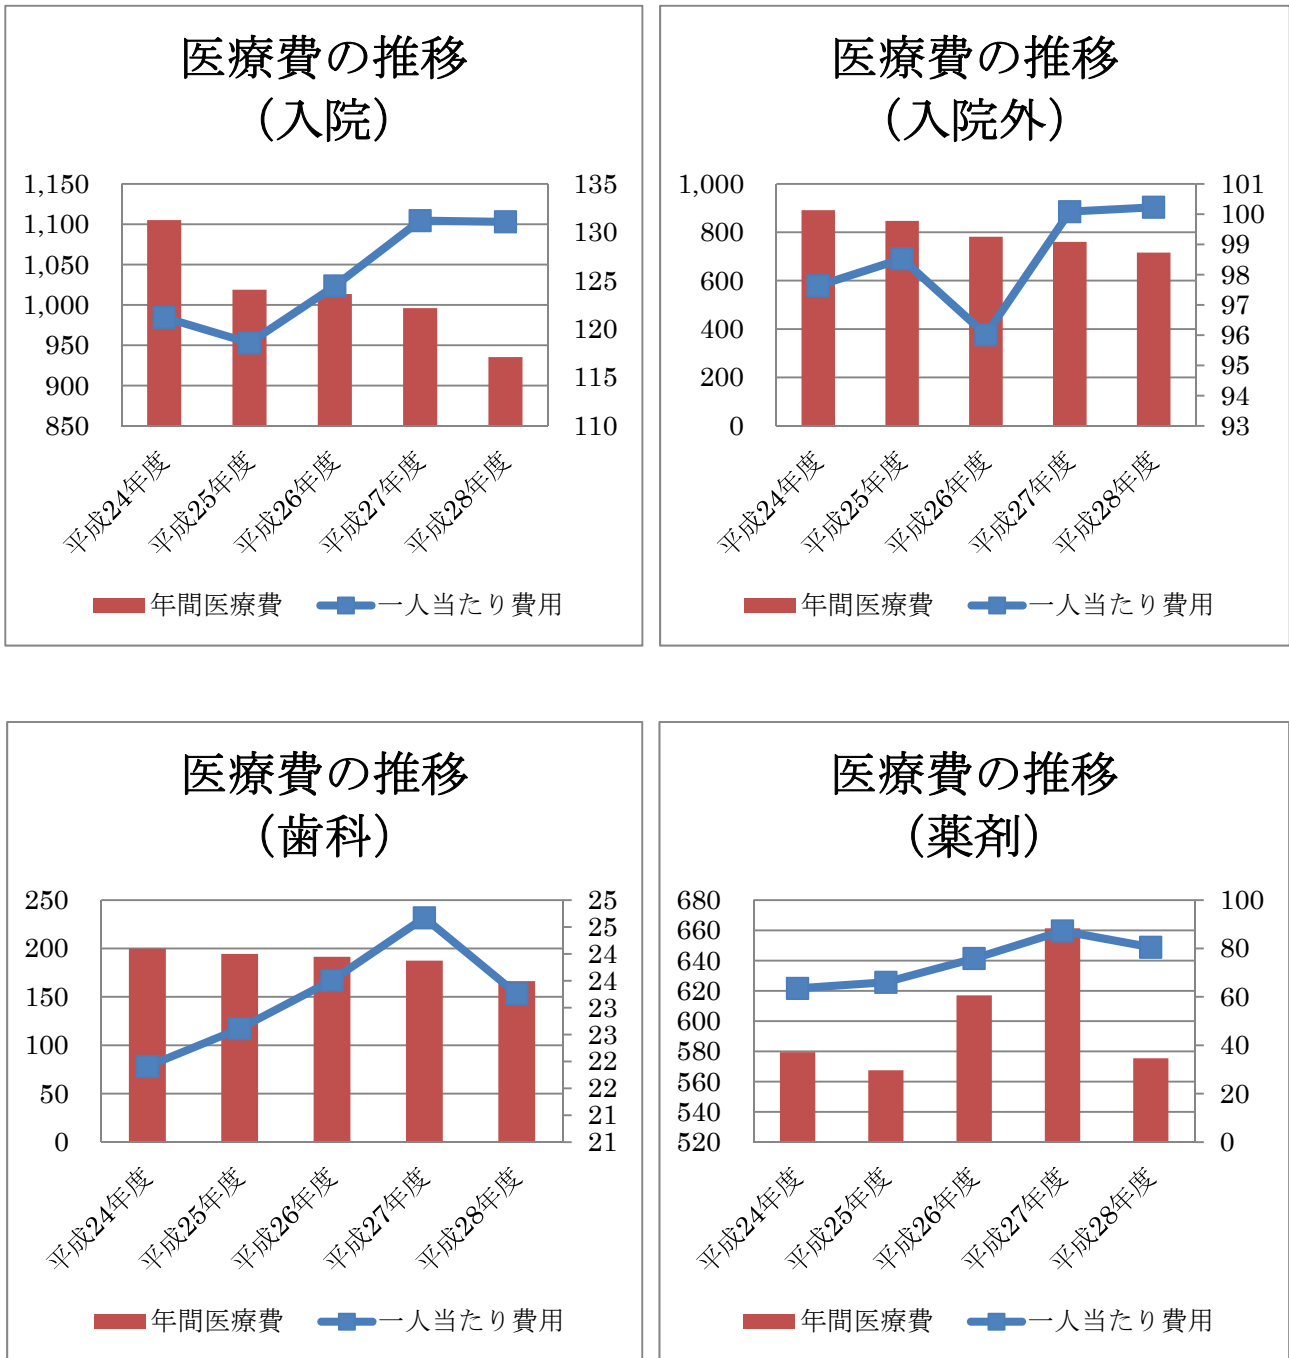 医療費の推移
（入院）
1,150
1,100
1,050
1,000
950
900
850
135
130
125
120
115
110
平成24年度
平成25年度
平成26年度
平成27年度
平成28年度
年間医療費
一人当たり費用
医療費の推移
（入院外）
1,000
800
600
400
200
0
101
100
99
98
97
96
95
94
93
平成24年度
平成25年度
平成26年度
平成27年度
平成28年度
年間医療費
一人当たり費用
医療費の推移
（歯科）
250
200
150
100
50
0
25
25
24
24
23
23
22
22
21
21
平成24年度
平成25年度
平成26年度
平成27年度
平成28年度
年間医療費
一人当たり費用
医療費の推移
（薬剤）
680
660
640
620
600
580
560
540
520
100
80
60
40
20
0
平成24年度
平成25年度
平成26年度
平成27年度
平成28年度
年間医療費
一人当たり費用